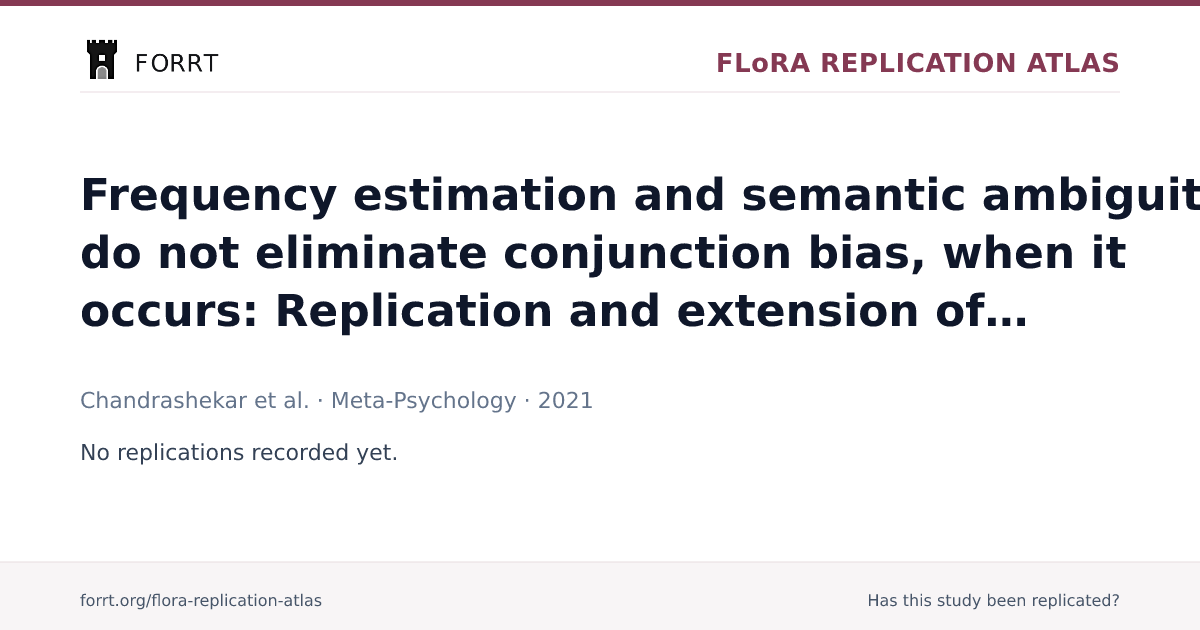 FORRT
FLoRA REPLICATION ATLAS
Frequency estimation and semantic ambiguit
do not eliminate conjunction bias, when it
occurs: Replication and extension of…
Chandrashekar et al. · Meta-Psychology · 2021
No replications recorded yet.
forrt.org/flora-replication-atlas
Has this study been replicated?